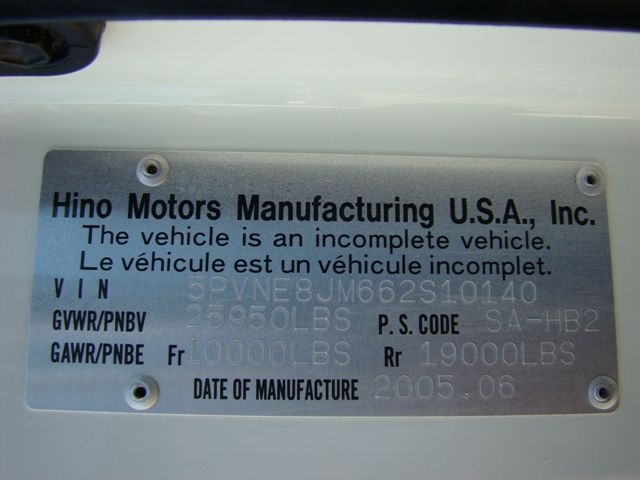 Hino Motors Manufacturing U.S.A., Inc.
The vehicle is an incomplete vehicle.
Le véhicule est un véhicule incomplet.
VIN 5PVNE8JM662S10140
GVWR/PNBV 25950LBS P.S.CODE SA-HB2
GAWR/PNBE Fr 10000LBS Rr 19000LBS
DATE OF MANUFACTURE 2005.06